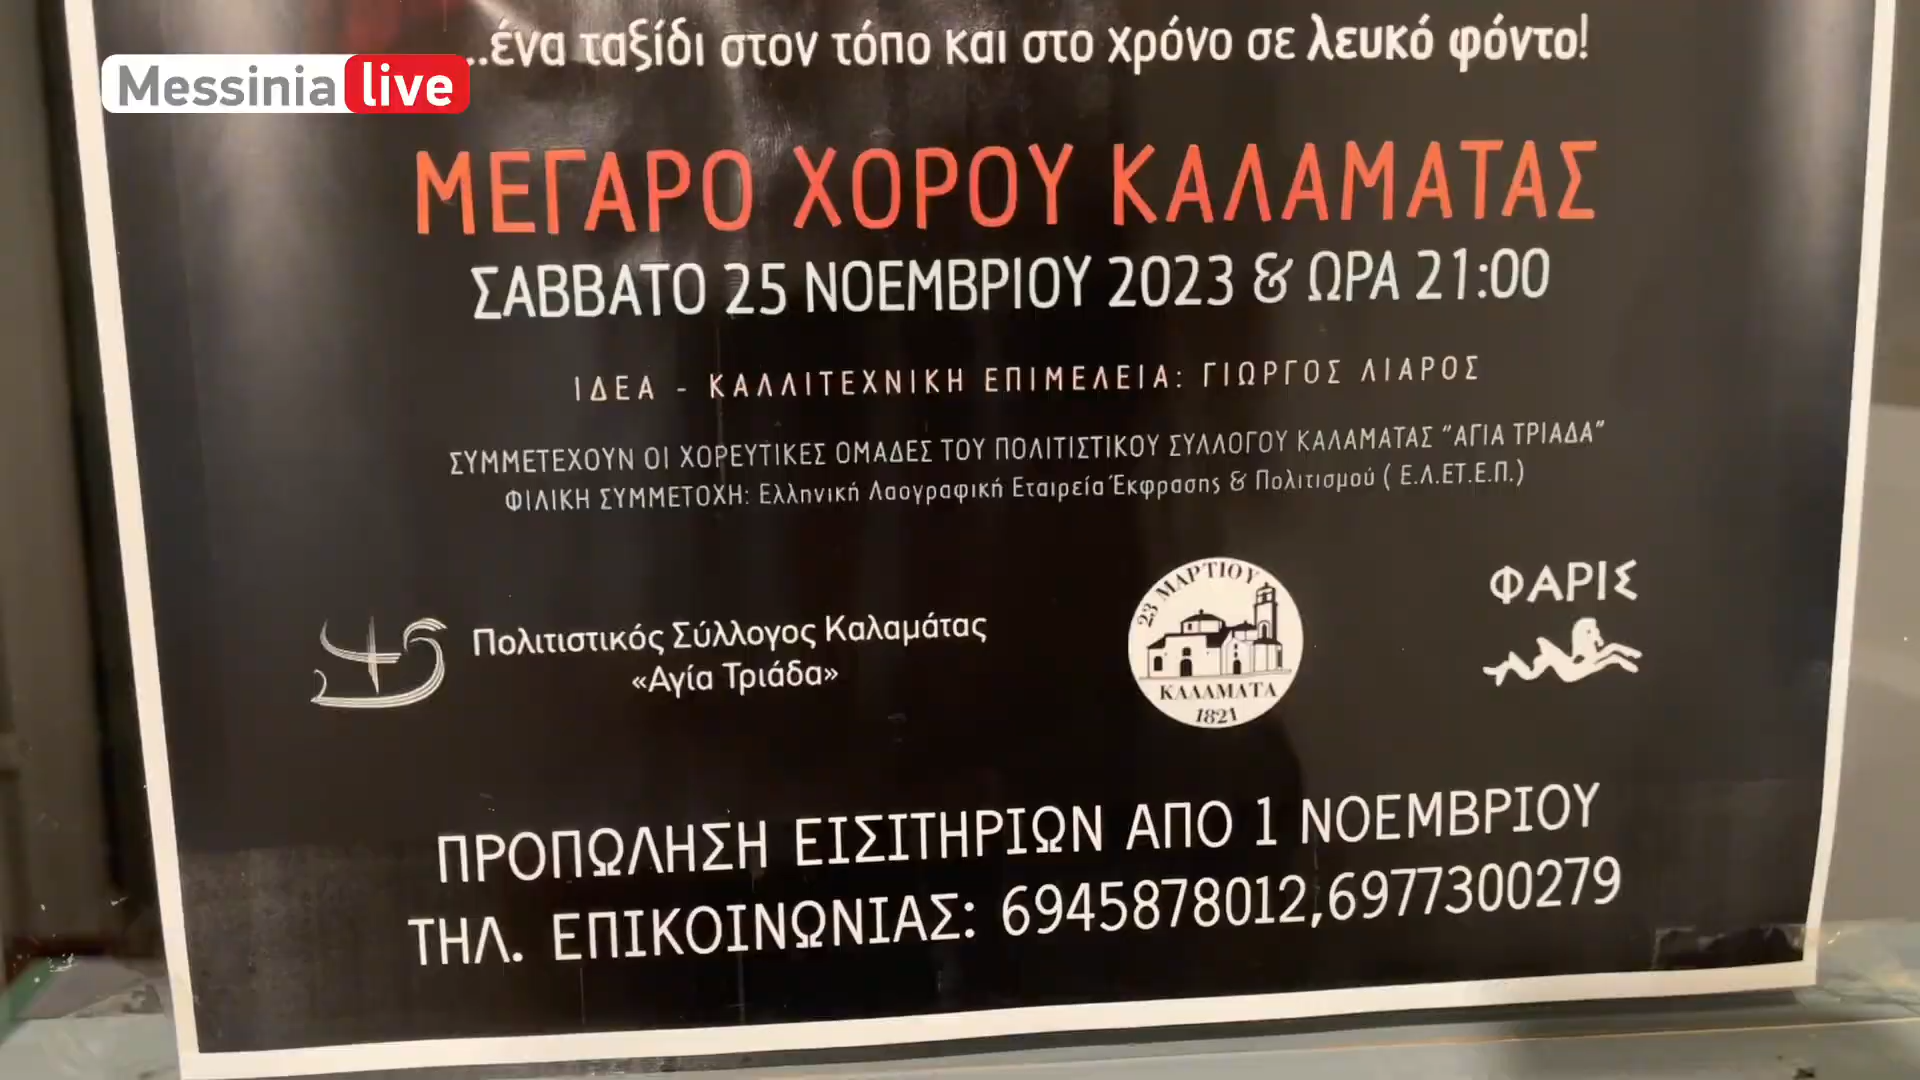 ...ένα ταξίδι στον τόπο και στο χρόνο σε λευκό φόντο!
Messinia live
ΜΕΓΑΡΟ ΧΟΡΟΥ ΚΑΛΑΜΑΤΑΣ
ΣΑΒΒΑΤΟ 25 ΝΟΕΜΒΡΙΟΥ 2023 & ΩΡΑ 21:00
ΙΔΕΑ - ΚΑΛΛΙΤΕΧΝΙΚΗ ΕΠΙΜΕΛΕΙΑ: ΓΙΩΡΓΟΣ ΛΙΑΡΟΣ
ΣΥΜΜΕΤΕΧΟΥΝ ΟΙ ΧΟΡΕΥΤΙΚΕΣ ΟΜΑΔΕΣ ΤΟΥ ΠΟΛΙΤΙΣΤΙΚΟΥ ΣΥΛΛΟΓΟΥ ΚΑΛΑΜΑΤΑΣ "ΑΓΙΑ ΤΡΙΑΔΑ"
ΦΙΛΙΚΗ ΣΥΜΜΕΤΟΧΗ: Ελληνική Λαογραφική Εταιρεία Έκφρασης & Πολιτισμού ( Ε.Λ.ΕΤ.Ε.Π.)
Πολιτιστικός Σύλλογος Καλαμάτας
«Αγία Τριάδα»
23 ΜΑΡΤΙΟΥ
ΚΑΛΑΜΑΤΑ
1821
ΦΑΡΙΣ
ΠΡΟΠΩΛΗΣΗ ΕΙΣΙΤΗΡΙΩΝ ΑΠΟ 1 ΝΟΕΜΒΡΙΟΥ
ΤΗΛ. ΕΠΙΚΟΙΝΩΝΙΑΣ: 6945878012,6977300279